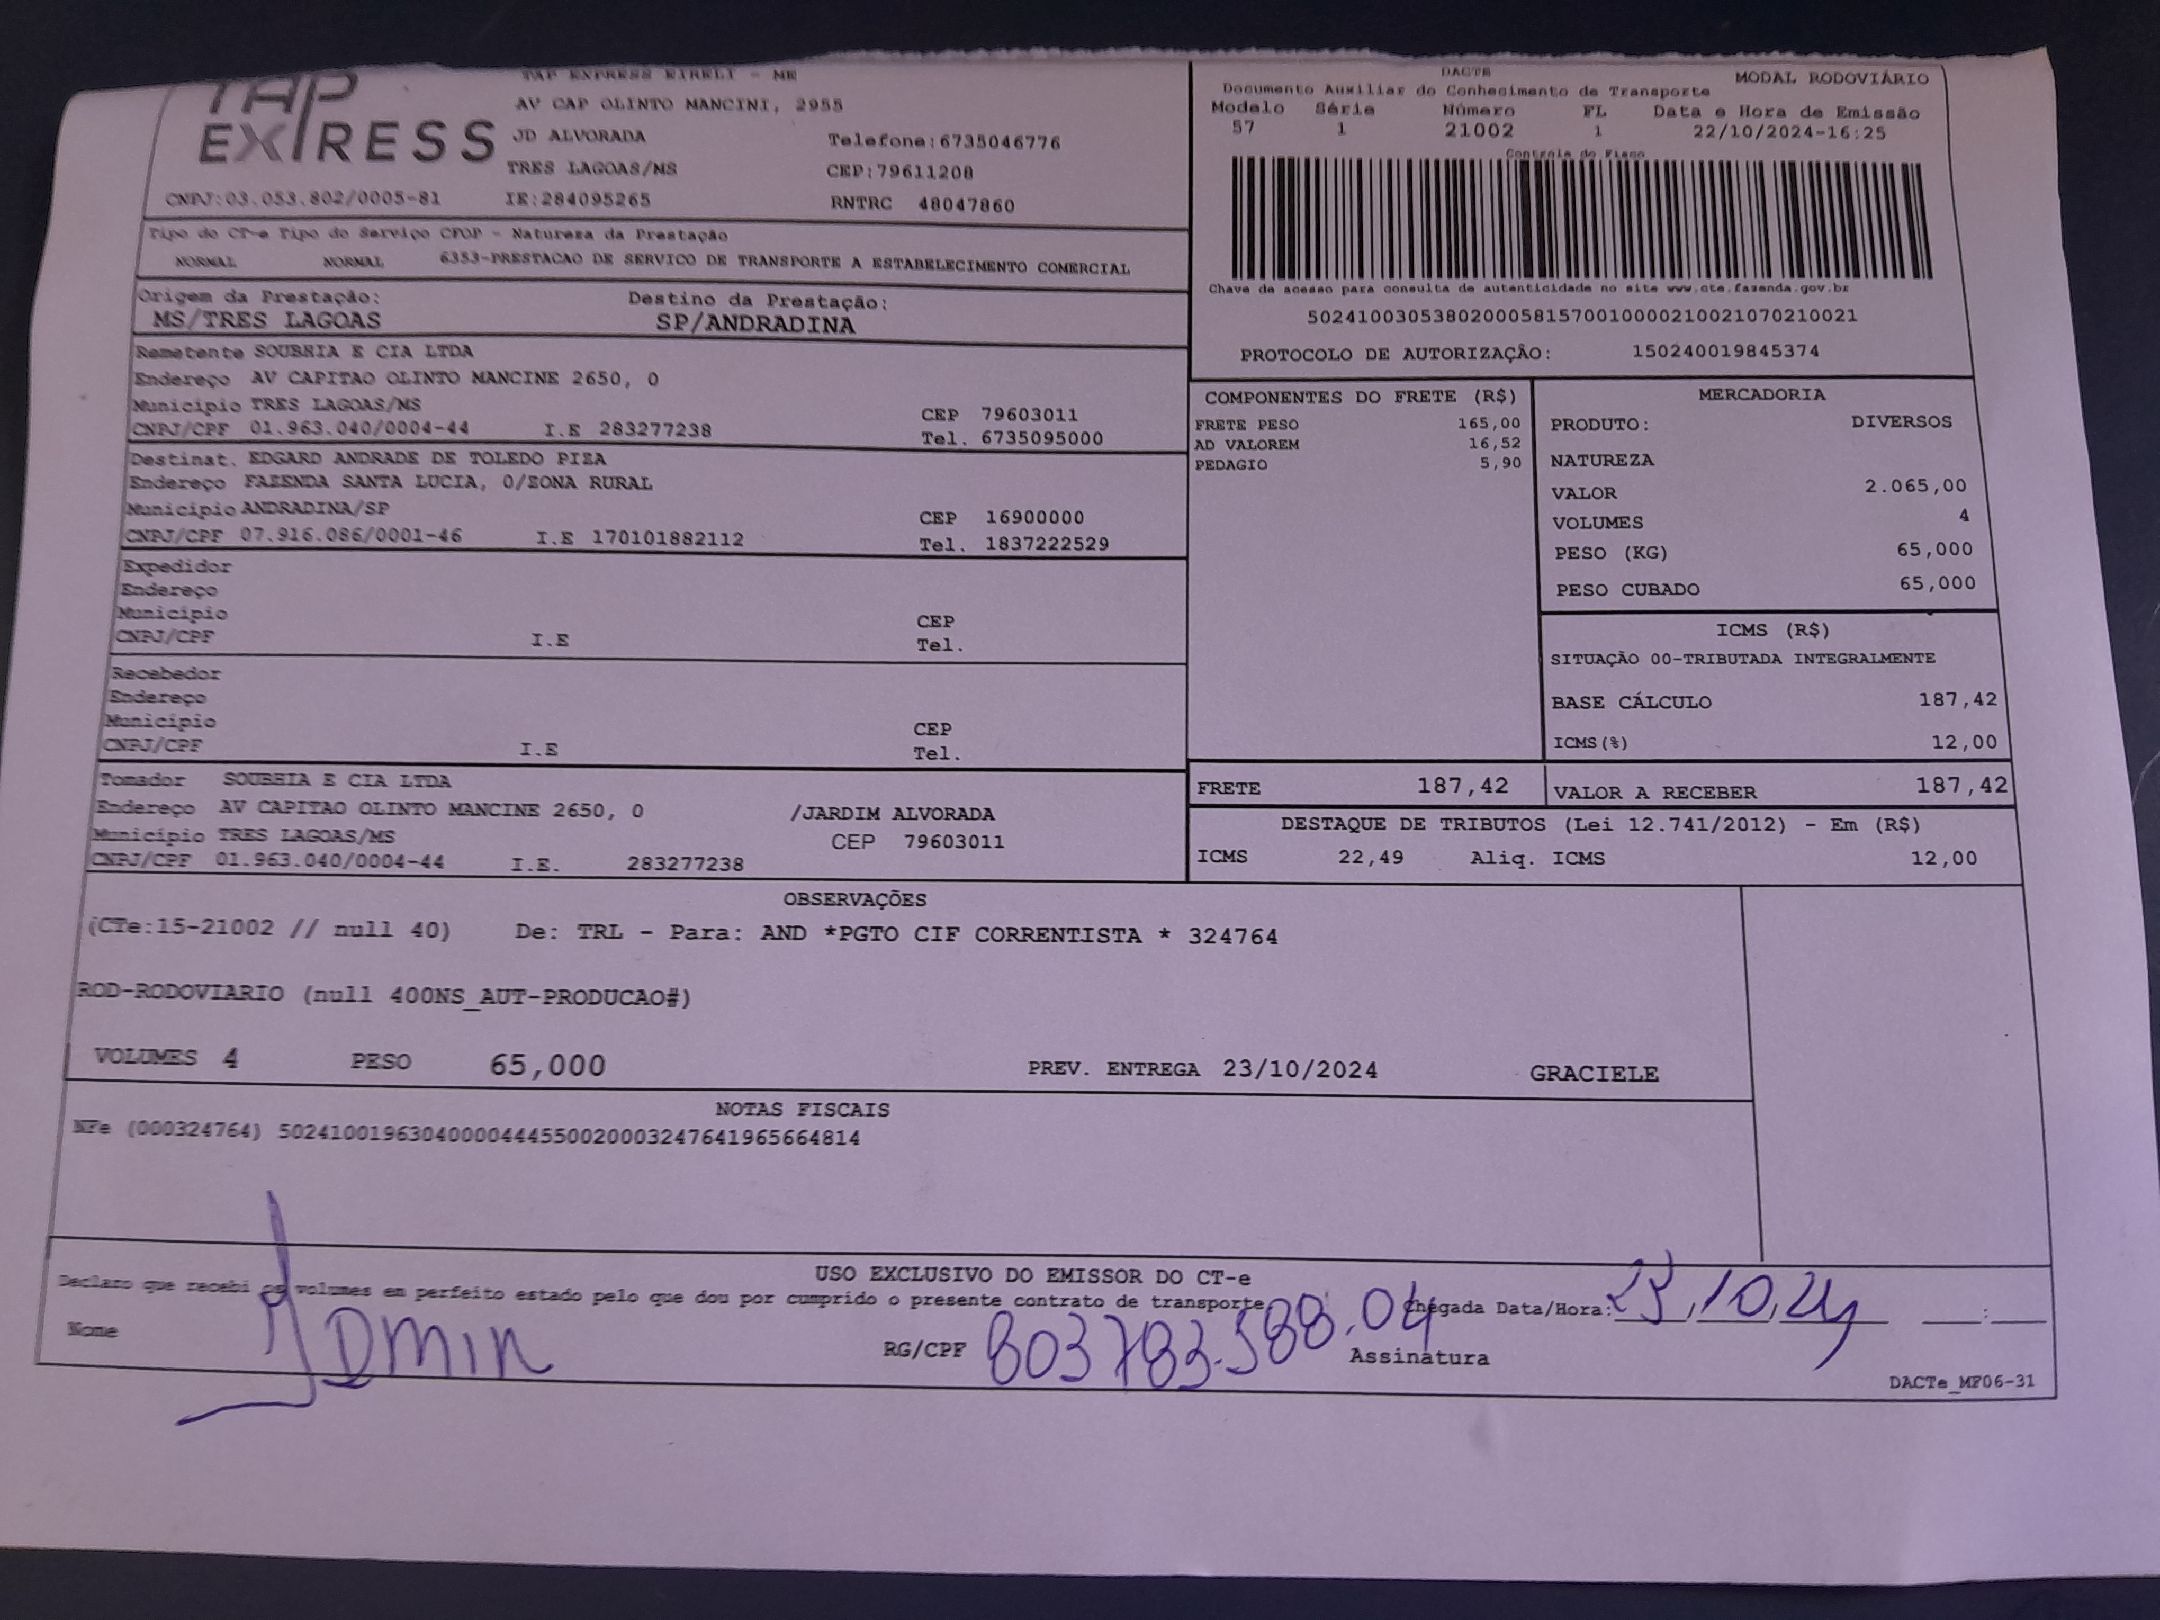 TAP EXPRESS
TAP EXPRESS EIRELI - ME
AV CAP OLINTO MANCINI, 2955
JD ALVORADA
Telefone:6735046776
TRES LAGOAS/MS
CEP:79611208
CNPJ:03.053.802/0005-81 IE:284095265 RNTRC 48047860
Tipo do CT-e Tipo do Serviço CFOP - Natureza da Prestação
NORMAL NORMAL 6353-PRESTACAO DE SERVICO DE TRANSPORTE A ESTABELECIMENTO COMERCIAL
Origem da Prestação: Destino da Prestação:
MS/TRES LAGOAS SP/ANDRADINA
DACTE MODAL RODOVIÁRIO
Documento Auxiliar do Conhecimento de Transporte
Modelo Série Número FL Data e Hora de Emissão
57 1 21002 1 22/10/2024-16:25
Controle do Fisco
Chave de acesso para consulta de autenticidade no site www.cte.fazenda.gov.br
50241003053802000581570010000210021070210021
PROTOCOLO DE AUTORIZAÇÃO: 150240019845374
Remetente SOUBHIA E CIA LTDA
Endereço AV CAPITAO OLINTO MANCINE 2650, 0
Município TRES LAGOAS/MS CEP 79603011
CNPJ/CPF 01.963.040/0004-44 I.E 283277238 Tel. 6735095000
Destinat. EDGARD ANDRADE DE TOLEDO PIZA
Endereço FAZENDA SANTA LUCIA, 0/ZONA RURAL
Município ANDRADINA/SP CEP 16900000
CNPJ/CPF 07.916.086/0001-46 I.E 170101882112 Tel. 1837222529
Expedidor
Endereço
Município CEP
CNPJ/CPF I.E Tel.
Recebedor
Endereço
Município CEP
CNPJ/CPF I.E Tel.
Tomador SOUBHIA E CIA LTDA
Endereço AV CAPITAO OLINTO MANCINE 2650, 0 /JARDIM ALVORADA
Município TRES LAGOAS/MS CEP 79603011
CNPJ/CPF 01.963.040/0004-44 I.E. 283277238
COMPONENTES DO FRETE (R$)
FRETE PESO 165,00
AD VALOREM 16,52
PEDAGIO 5,90
MERCADORIA
PRODUTO: DIVERSOS
NATUREZA
VALOR 2.065,00
VOLUMES 4
PESO (KG) 65,000
PESO CUBADO 65,000
ICMS (R$)
SITUAÇÃO 00-TRIBUTADA INTEGRALMENTE
BASE CÁLCULO 187,42
ICMS(%) 12,00
FRETE 187,42 VALOR A RECEBER 187,42
DESTAQUE DE TRIBUTOS (Lei 12.741/2012) - Em (R$)
ICMS 22,49 Aliq. ICMS 12,00
OBSERVAÇÕES
(CTe:15-21002 // null 40) De: TRL - Para: AND *PGTO CIF CORRENTISTA * 324764
ROD-RODOVIARIO (null 400NS_AUT-PRODUCAO#)
VOLUMES 4 PESO 65,000 PREV. ENTREGA 23/10/2024 GRACIELE
NOTAS FISCAIS
NFe (000324764) 50241001963040000444550020003247641965664814
USO EXCLUSIVO DO EMISSOR DO CT-e
Declaro que recebi os volumes em perfeito estado pelo que dou por cumprido o presente contrato de transporte
Chegada Data/Hora: 23,10,24 :
Nome Admin RG/CPF 803783.588.04 Assinatura
DACTe_MF06-31